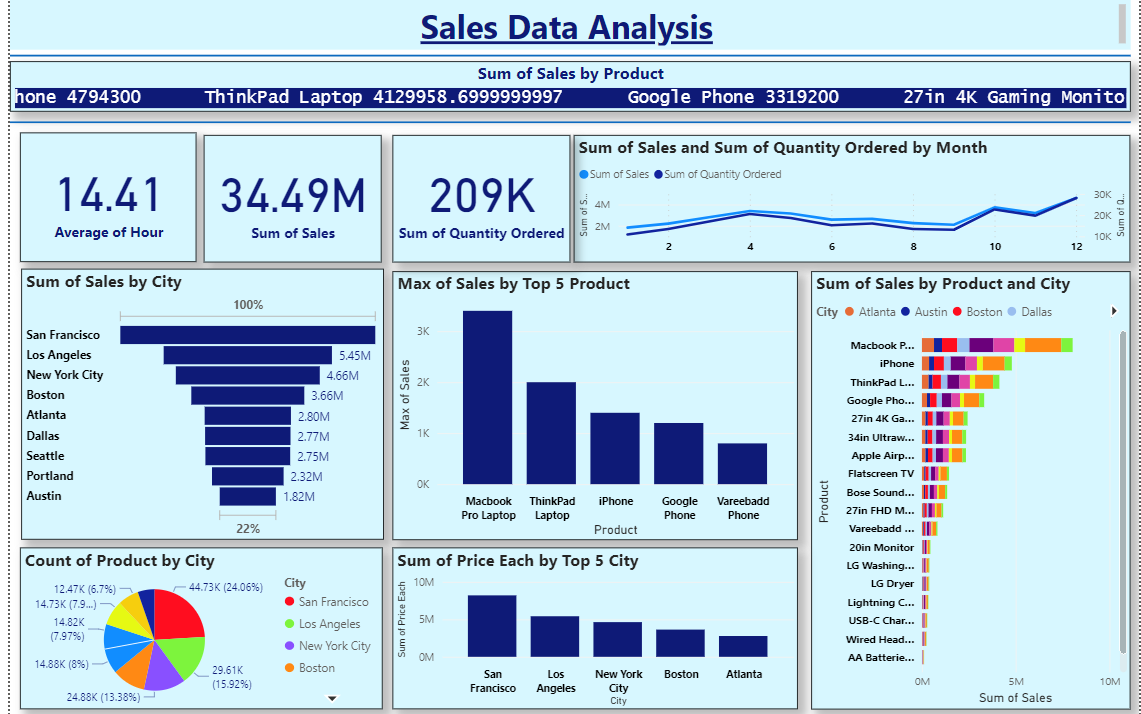 Sales Data Analysis
Sum of Sales by Product
hone 4794300 ThinkPad Laptop 4129958.6999999997 Google Phone 3319200 27in 4K Gaming Monito
14.41
Average of Hour
34.49M
Sum of Sales
209K
Sum of Quantity Ordered
Sum of Sales and Sum of Quantity Ordered by Month
Sum of Sales Sum of Quantity Ordered
Sum of S...
4M
2M
30K
20K
10K
Sum of Q...
2 4 6 8 10 12
Sum of Sales by City
100%
San Francisco
Los Angeles 5.45M
New York City 4.66M
Boston 3.66M
Atlanta 2.80M
Dallas 2.77M
Seattle 2.75M
Portland 2.32M
Austin 1.82M
22%
Max of Sales by Top 5 Product
Max of Sales
3K
2K
1K
0K
Macbook Pro Laptop
ThinkPad Laptop
iPhone
Google Phone
Vareebadd Phone
Product
Sum of Sales by Product and City
City Atlanta Austin Boston Dallas
Product
Macbook P...
iPhone
ThinkPad L...
Google Pho...
27in 4K Ga...
34in Ultraw...
Apple Airp...
Flatscreen TV
Bose Sound...
27in FHD M...
Vareebadd ...
20in Monitor
LG Washing...
LG Dryer
Lightning C...
USB-C Char...
Wired Head...
AA Batterie...
0M 5M 10M
Sum of Sales
Count of Product by City
44.73K (24.06%)
29.61K (15.92%)
24.88K (13.38%)
14.88K (8%)
14.82K (7.97%)
14.73K (7.9...)
12.47K (6.7%)
City
San Francisco
Los Angeles
New York City
Boston
Sum of Price Each by Top 5 City
Sum of Price Each
10M
5M
0M
San Francisco
Los Angeles
New York City
Boston
Atlanta
City